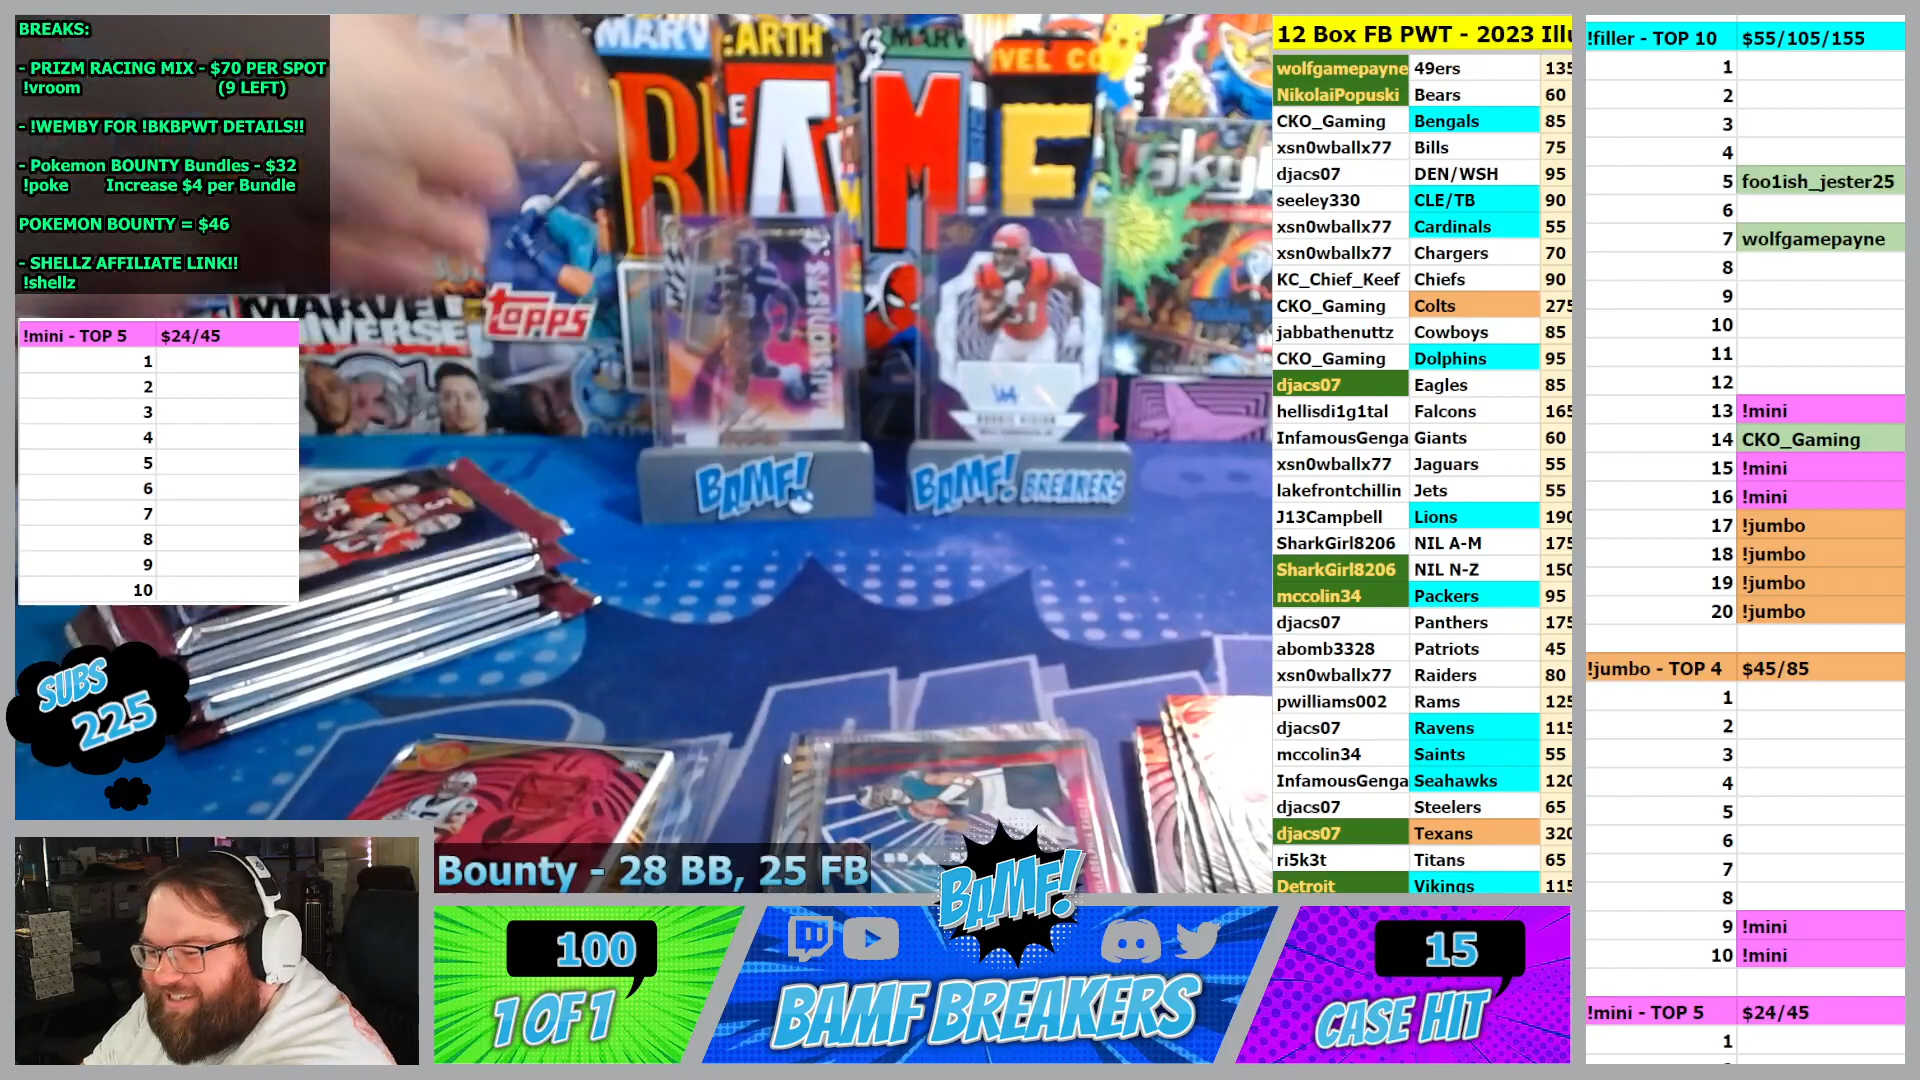 BREAKS:
- PRIZM RACING MIX - $70 PER SPOT
!vroom (9 LEFT)
- !WEMBY FOR !BKBPWT DETAILS!!
- Pokemon BOUNTY Bundles - $32
!poke Increase $4 per Bundle
POKEMON BOUNTY = $46
- SHELLZ AFFILIATE LINK!!
!shellz
!mini - TOP 5 $24/45
1
2
3
4
5
6
7
8
9
10
SUBS
225
MARV
EARTH
MARV
VEL CO
BAMF
Sky
MARVEL
UNIVERSE
topps
ILLUSIONISTS
BAMF!
BAMF! BREAKERS
12 Box FB PWT - 2023 Illu
wolfgamepayne 49ers 135
NikolaiPopuski Bears 60
CKO_Gaming Bengals 85
xsn0wballx77 Bills 75
djacs07 DEN/WSH 95
seeley330 CLE/TB 90
xsn0wballx77 Cardinals 55
xsn0wballx77 Chargers 70
KC_Chief_Keef Chiefs 90
CKO_Gaming Colts 275
jabbathenuttz Cowboys 85
CKO_Gaming Dolphins 95
djacs07 Eagles 85
hellisdi1g1tal Falcons 165
InfamousGenga Giants 60
xsn0wballx77 Jaguars 55
lakefrontchillin Jets 55
J13Campbell Lions 190
SharkGirl8206 NIL A-M 175
SharkGirl8206 NIL N-Z 150
mccolin34 Packers 95
djacs07 Panthers 175
abomb3328 Patriots 45
xsn0wballx77 Raiders 80
pwilliams002 Rams 125
djacs07 Ravens 115
mccolin34 Saints 55
InfamousGenga Seahawks 120
djacs07 Steelers 65
djacs07 Texans 320
ri5k3t Titans 65
Detroit Vikings 115
!filler - TOP 10 $55/105/155
1
2
3
4
5 foo1ish_jester25
6
7 wolfgamepayne
8
9
10
11
12
13 !mini
14 CKO_Gaming
15 !mini
16 !mini
17 !jumbo
18 !jumbo
19 !jumbo
20 !jumbo
!jumbo - TOP 4 $45/85
1
2
3
4
5
6
7
8
9 !mini
10 !mini
!mini - TOP 5 $24/45
1
Bounty - 28 BB, 25 FB
BAMF!
100
1 OF 1
BAMF BREAKERS
15
CASE HIT